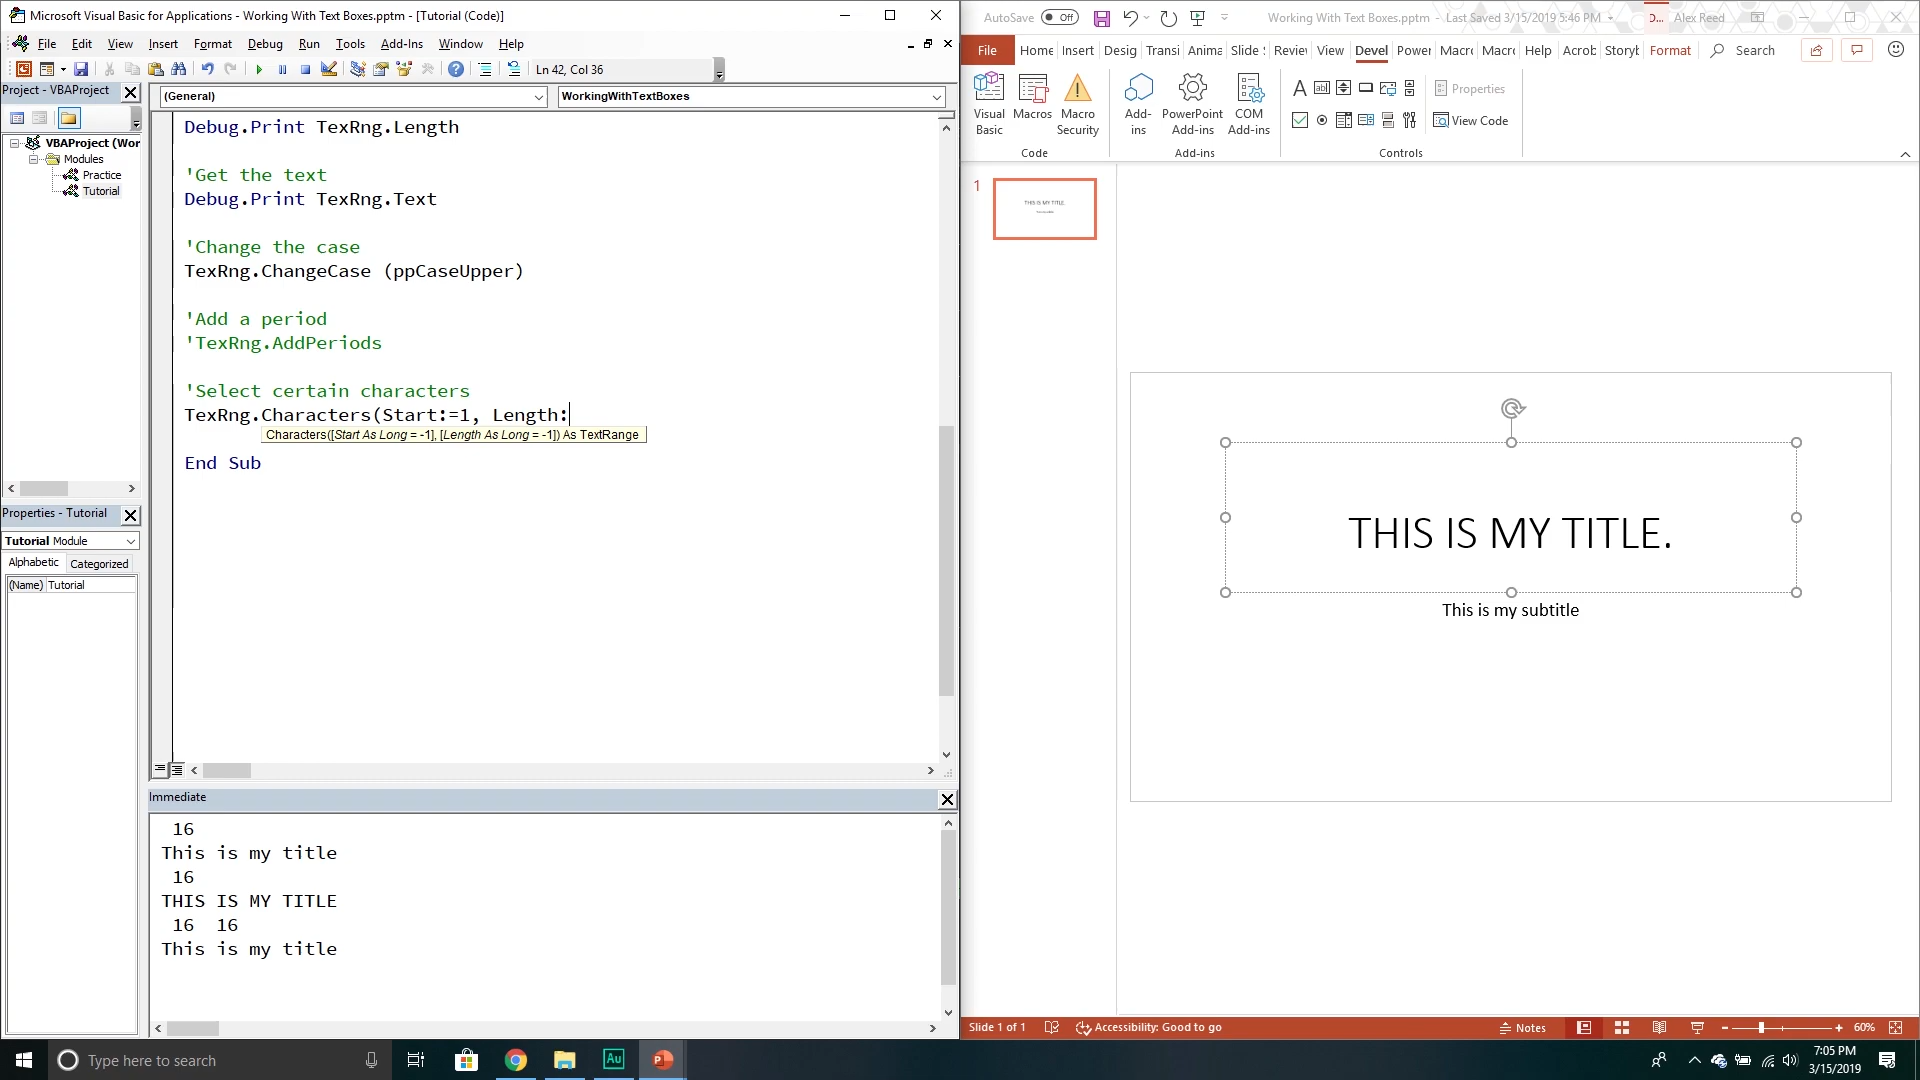 Microsoft Visual Basic for Applications - Working With Text Boxes.pptm - [Tutorial (Code)]
File Edit View Insert Format Debug Run Tools Add-Ins Window Help
Ln 42, Col 36
Project - VBAProject
VBAProject (Wor
Modules
Practice
Tutorial
Properties - Tutorial
Tutorial Module
Alphabetic Categorized
(Name) Tutorial
(General) WorkingWithTextBoxes
Debug.Print TexRng.Length
'Get the text
Debug.Print TexRng.Text
'Change the case
TexRng.ChangeCase (ppCaseUpper)
'Add a period
'TexRng.AddPeriods
'Select certain characters
TexRng.Characters(Start:=1, Length:
Characters([Start As Long = -1], [Length As Long = -1]) As TextRange
End Sub
Immediate
16
This is my title
16
THIS IS MY TITLE
16 16
This is my title
AutoSave Off Working With Text Boxes.pptm - Last Saved 3/15/2019 5:46 PM D... Alex Reed
File Home Insert Desig Transi Anima Slide Revie View Devel Power Macro Macr Help Acrob Storyb Format Search
Visual Basic
Macros
Macro Security
Code
Add-ins
PowerPoint Add-ins
COM Add-ins
Add-ins
Properties
View Code
Controls
1
THIS IS MY TITLE.
THIS IS MY TITLE.
This is my subtitle
Slide 1 of 1 Accessibility: Good to go Notes 60%
Type here to search
Au
7:05 PM
3/15/2019